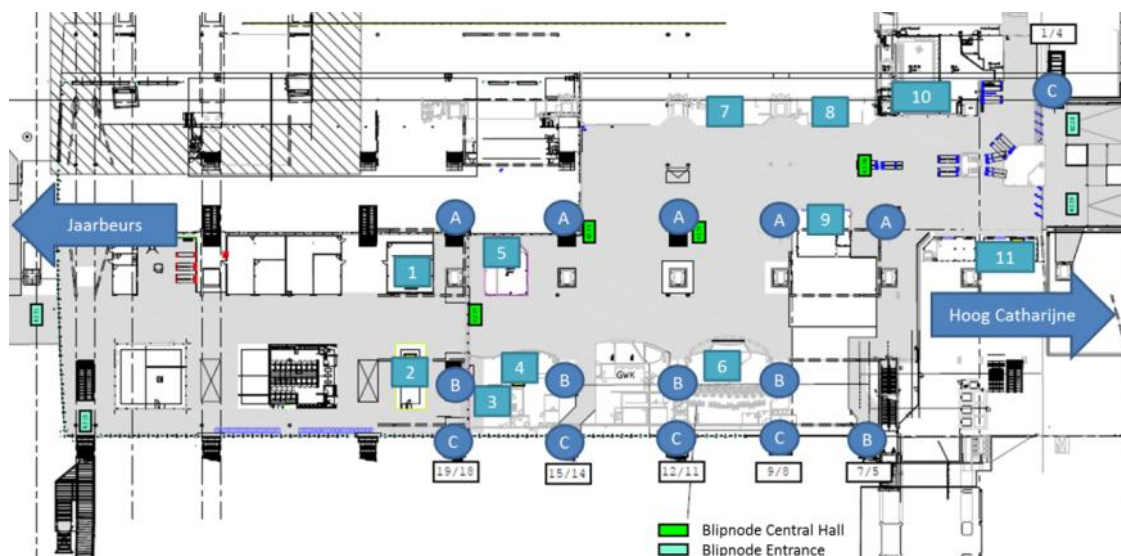 1/4
C
10
7
8
A
A
A
A
A
9
Jaarbeurs
5
1
11
Hoog Catharijne
2
4
GWK
6
B
B
B
B
3
C
C
C
C
B
19/18
15/14
12/11
9/8
7/5
Blipnode Central Hall
Blipnode Entrance